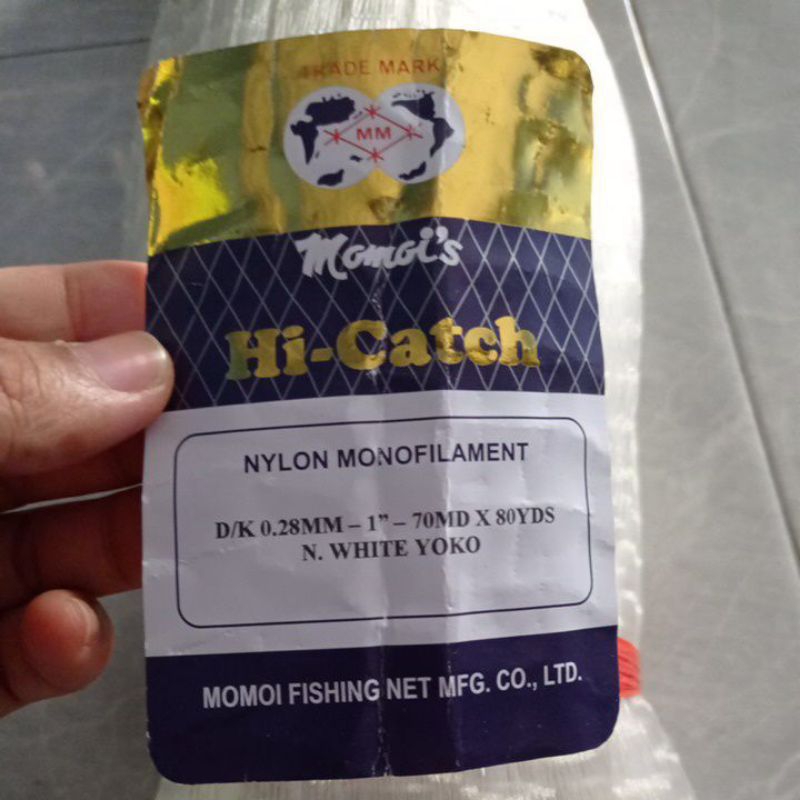 TRADE MARK
MM
Momoi's
Hi-Catch
NYLON MONOFILAMENT
D/K 0.28MM – 1” – 70MD X 80YDS
N. WHITE YOKO
MOMOI FISHING NET MFG. CO., LTD.